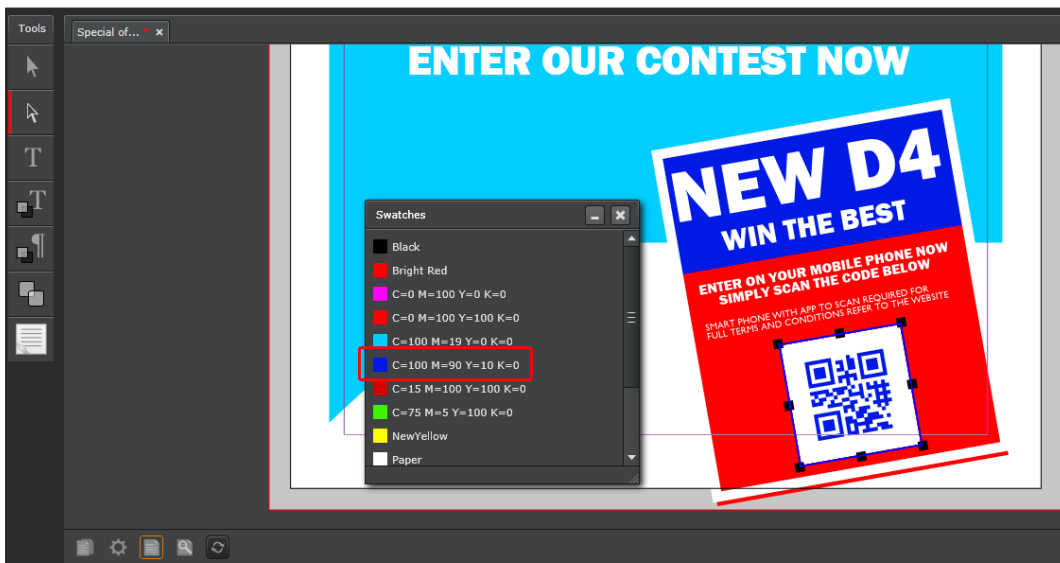 Tools
Special of...* ×
ENTER OUR CONTEST NOW
T
T
¶
Swatches
Black
Bright Red
C=0 M=100 Y=0 K=0
C=0 M=100 Y=100 K=0
C=100 M=19 Y=0 K=0
C=100 M=90 Y=10 K=0
C=15 M=100 Y=100 K=0
C=75 M=5 Y=100 K=0
NewYellow
Paper
NEW D4
WIN THE BEST
ENTER ON YOUR MOBILE PHONE NOW
SIMPLY SCAN THE CODE BELOW
SMART PHONE WITH APP TO SCAN REQUIRED FOR
FULL TERMS AND CONDITIONS REFER TO THE WEBSITE